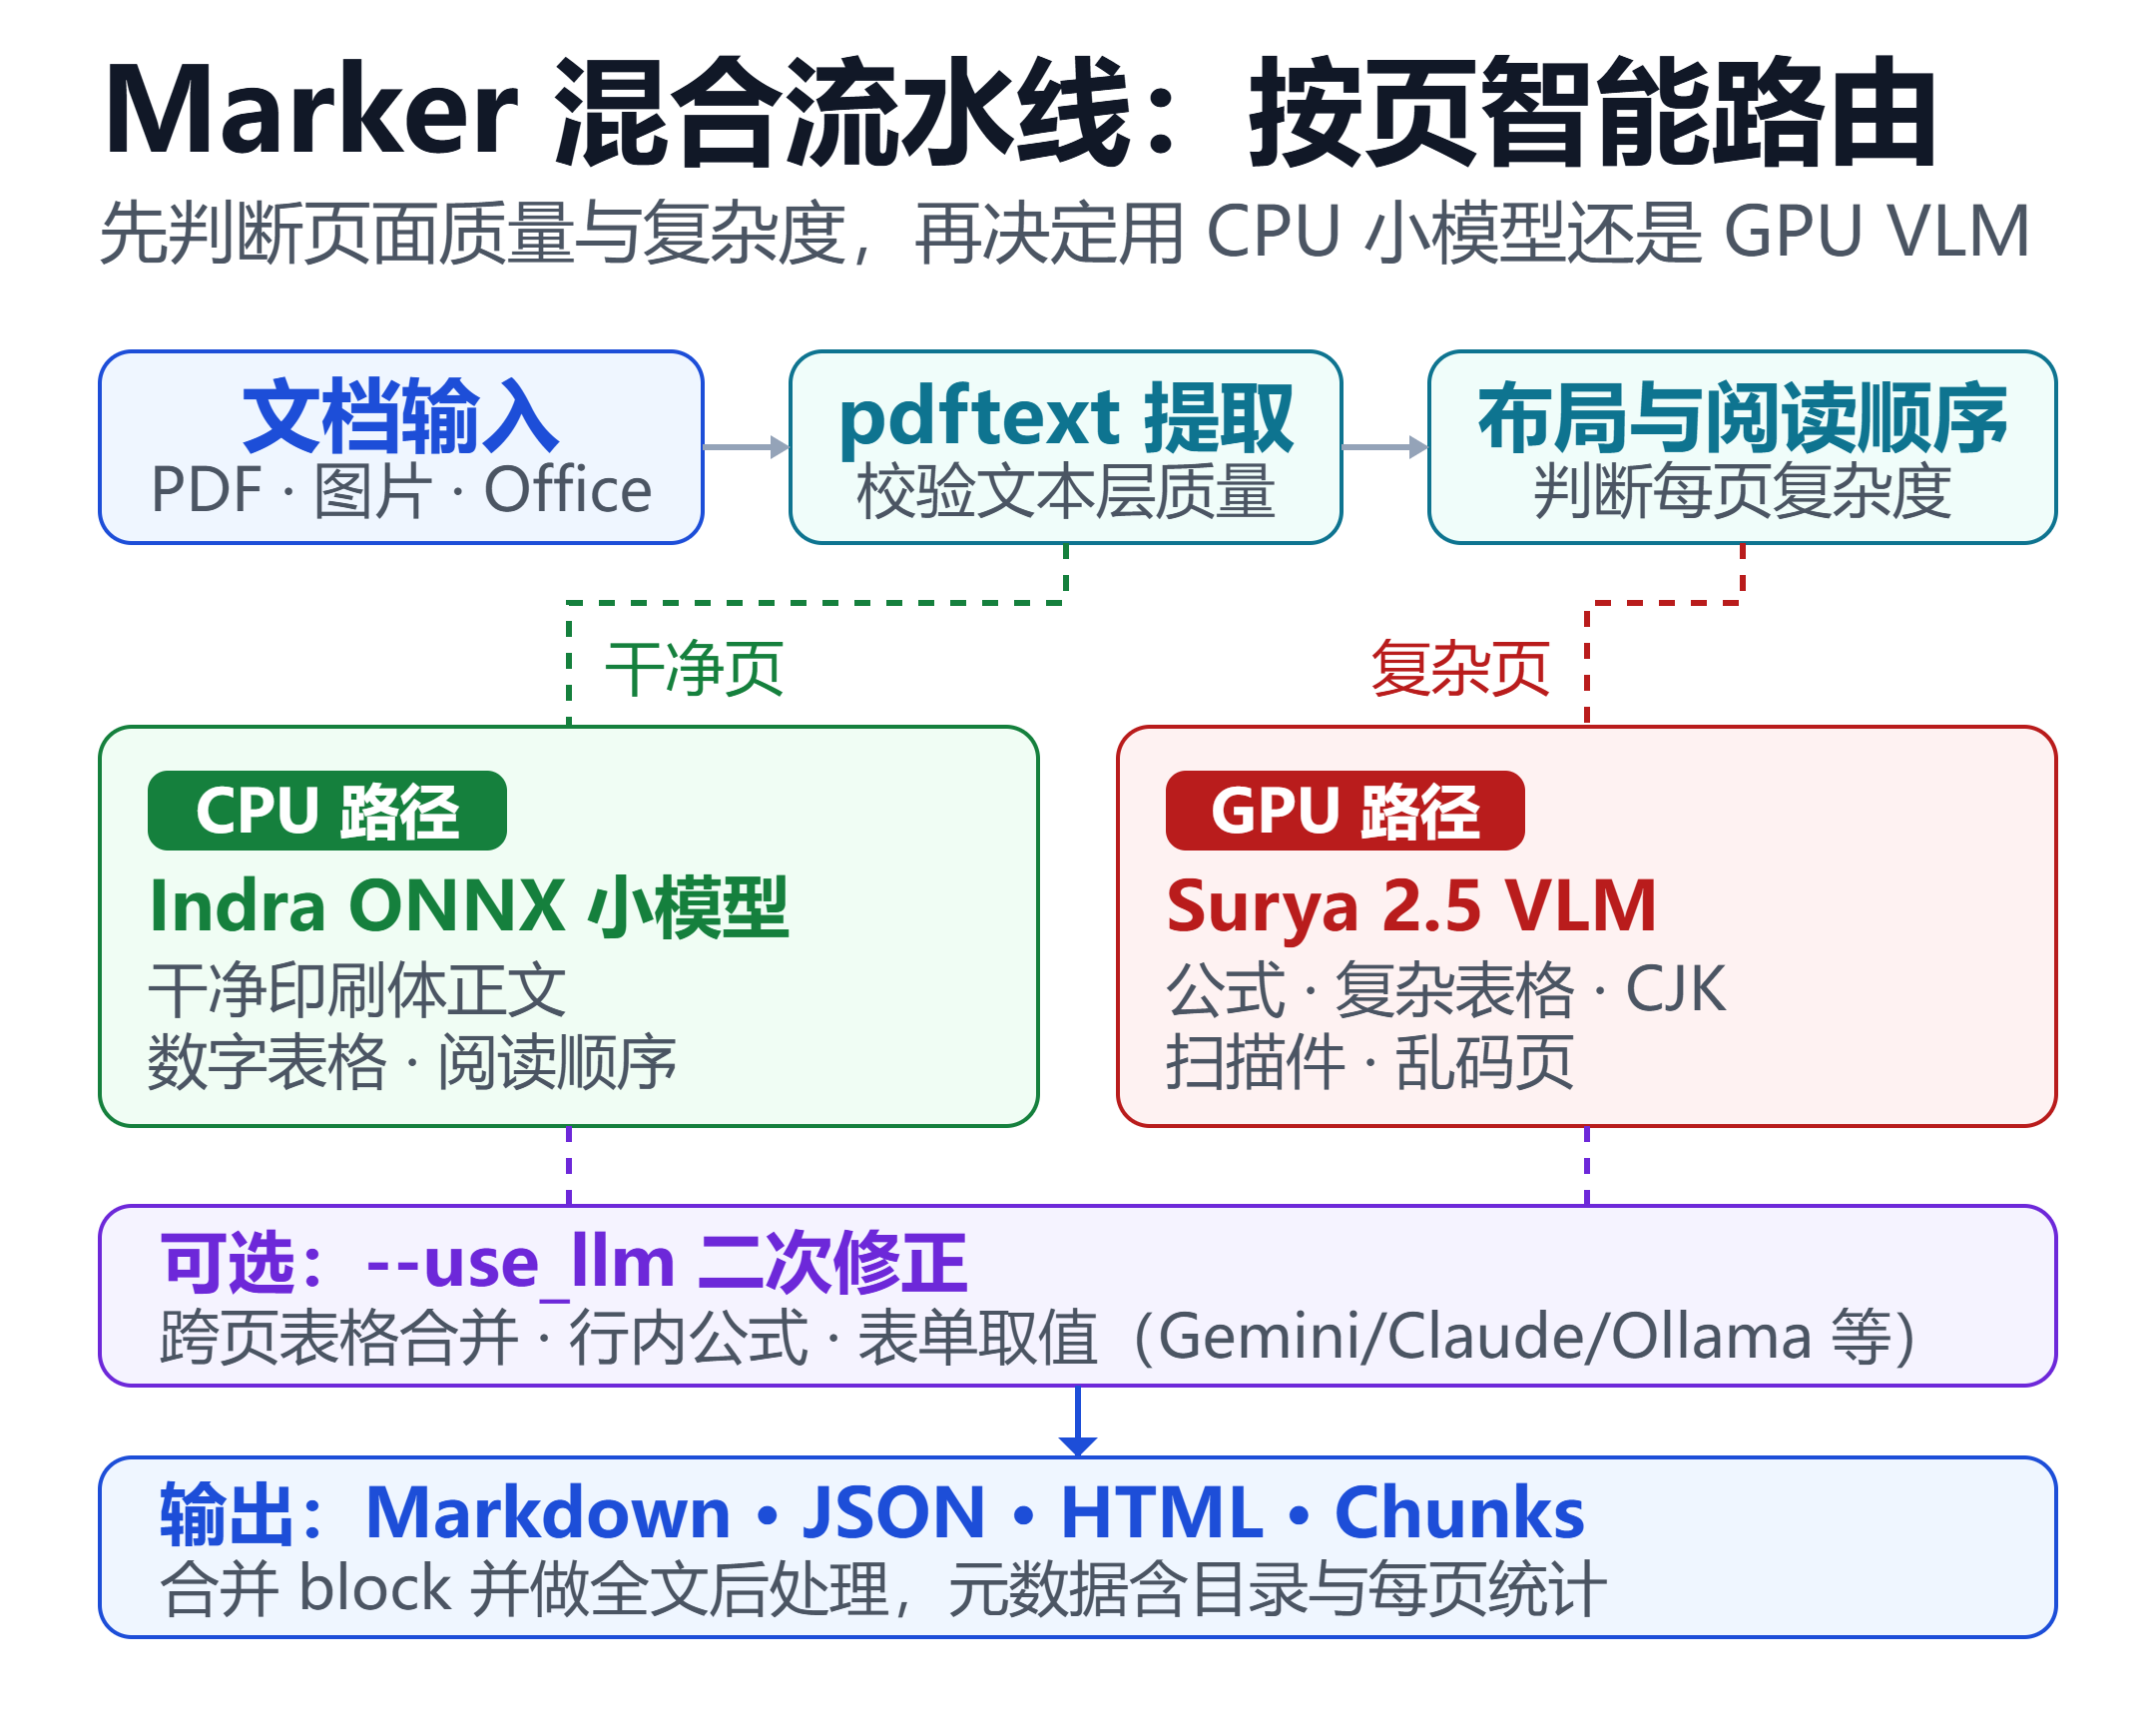 Marker 混合流水线：按页智能路由
先判断页面质量与复杂度，再决定用 CPU 小模型还是 GPU VLM
文档输入
PDF · 图片 · Office
pdftext 提取
校验文本层质量
布局与阅读顺序
判断每页复杂度
干净页
复杂页
CPU 路径
Indra ONNX 小模型
干净印刷体正文
数字表格 · 阅读顺序
GPU 路径
Surya 2.5 VLM
公式 · 复杂表格 · CJK
扫描件 · 乱码页
可选：--use_llm 二次修正
跨页表格合并 · 行内公式 · 表单取值（Gemini/Claude/Ollama 等）
输出：Markdown • JSON • HTML • Chunks
合并 block 并做全文后处理，元数据含目录与每页统计